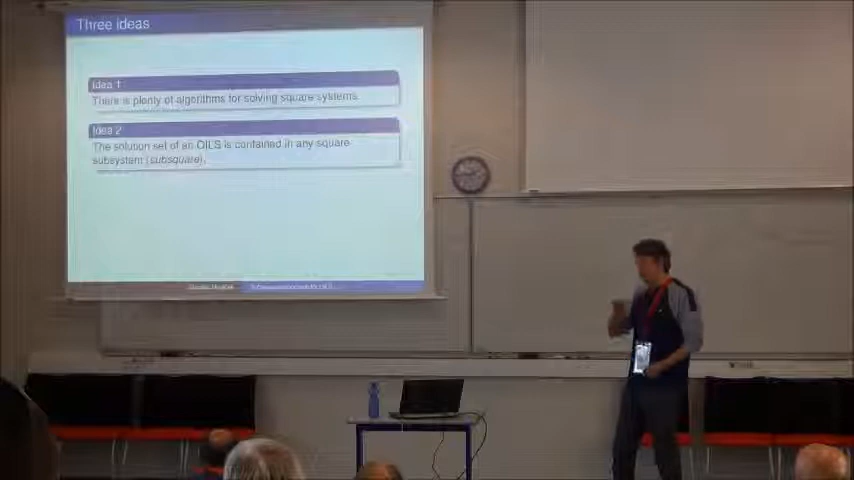 Three ideas
Idea 1
There is plenty of algorithms for solving square systems.
Idea 2
The solution set of an OILS is contained in any square
subsystem (subsquare).